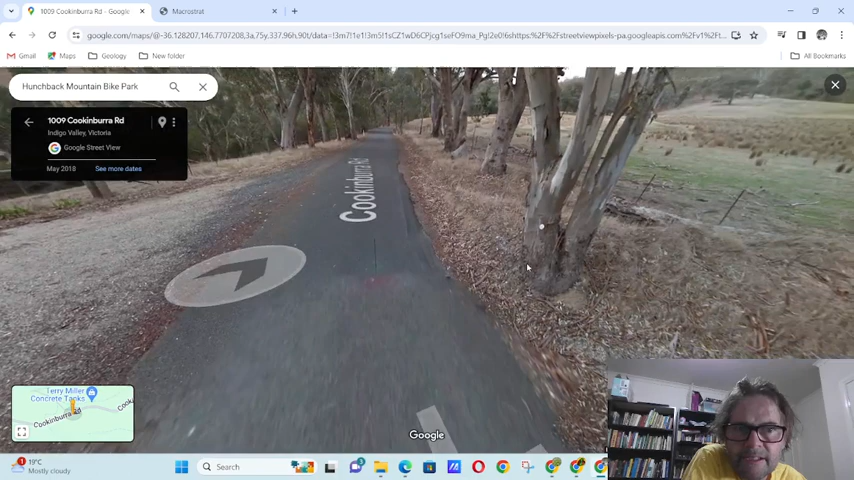 1009 Cookinburra Rd - Google
Macrostrat
google.com/maps/@-36.128207,146.7707208,3a,75y,337.96h,90t/data=!3m7!1e1!3m5!1sCZ1wD6CPjcg1seFO9ma_Pg!2e0!6shttps:%2F%2Fstreetviewpixels-pa.googleapis.com%2Fv1%2Ft...
Gmail
Maps
Geology
New folder
All Bookmarks
Hunchback Mountain Bike Park
1009 Cookinburra Rd
Indigo Valley, Victoria
Google Street View
May 2018
See more dates
Cookinburra Rd
Terry Miller
Concrete Tanks
Cookinburra Rd
Google
19°C
Mostly cloudy
Search